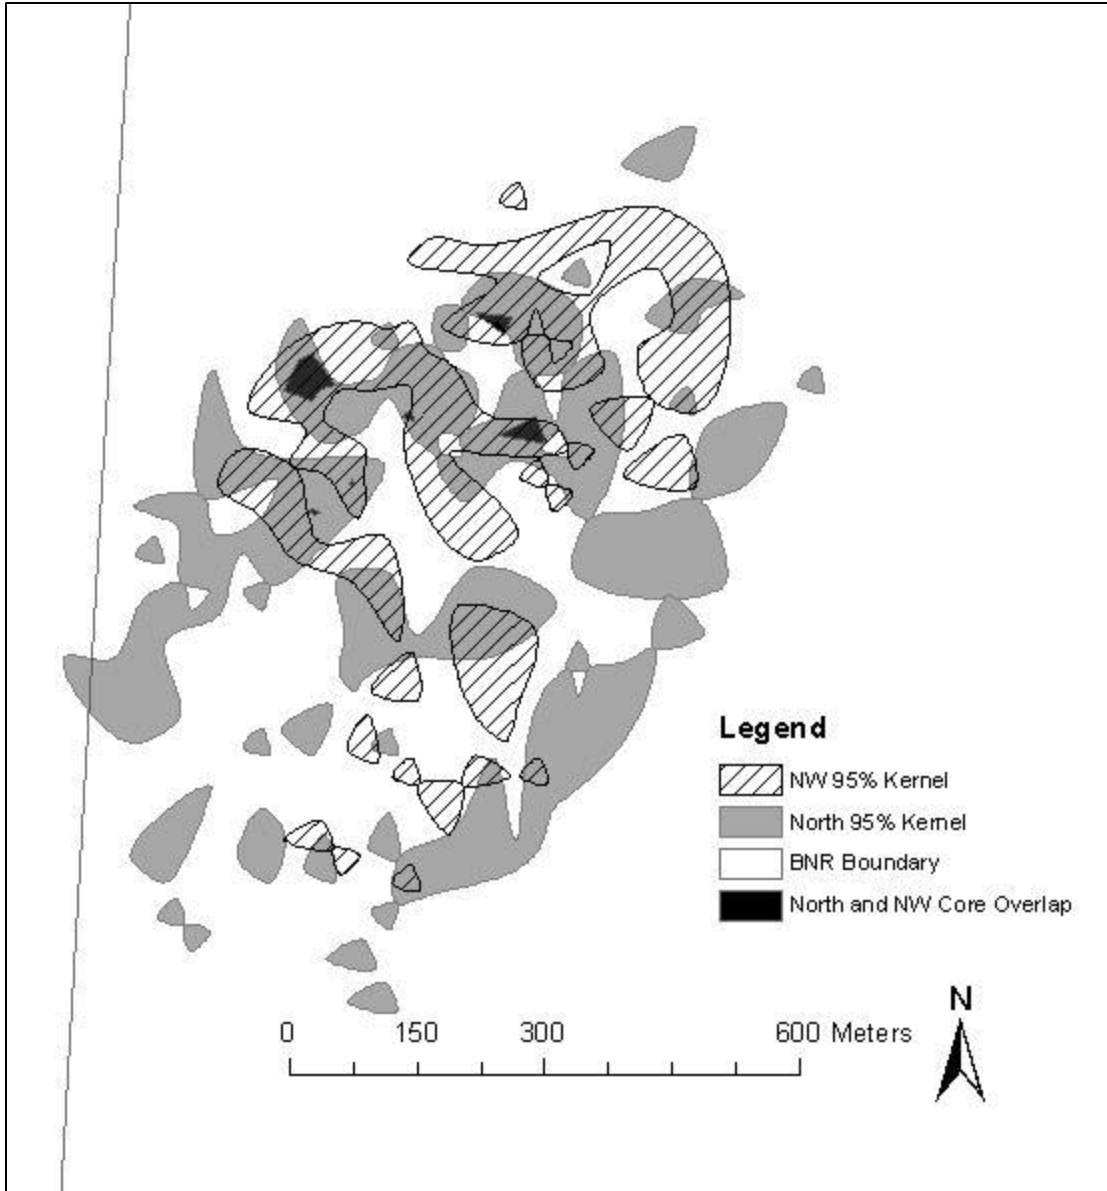 Legend
NW 95% Kernel
North 95% Kernel
BNR Boundary
North and NW Core Overlap
N
0 150 300 600 Meters